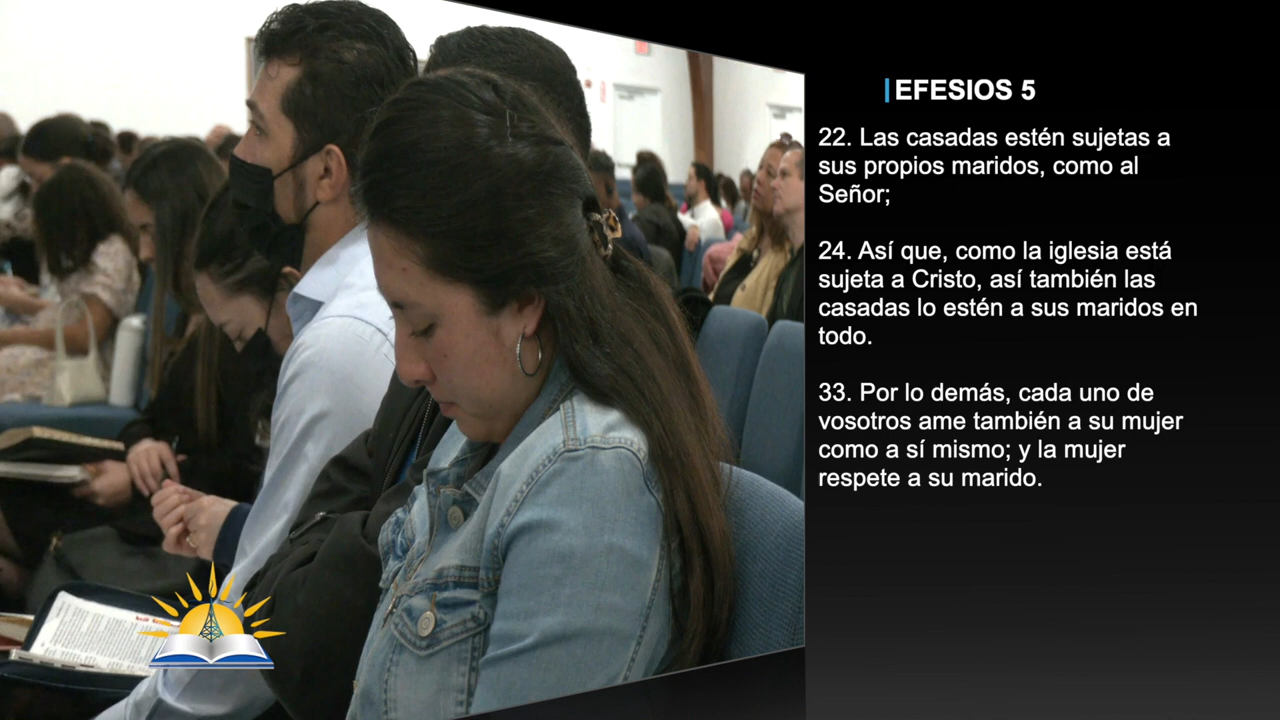 EFESIOS 5
22. Las casadas estén sujetas a
sus propios maridos, como al
Señor;
24. Así que, como la iglesia está
sujeta a Cristo, así también las
casadas lo estén a sus maridos en
todo.
33. Por lo demás, cada uno de
vosotros ame también a su mujer
como a sí mismo; y la mujer
respete a su marido.